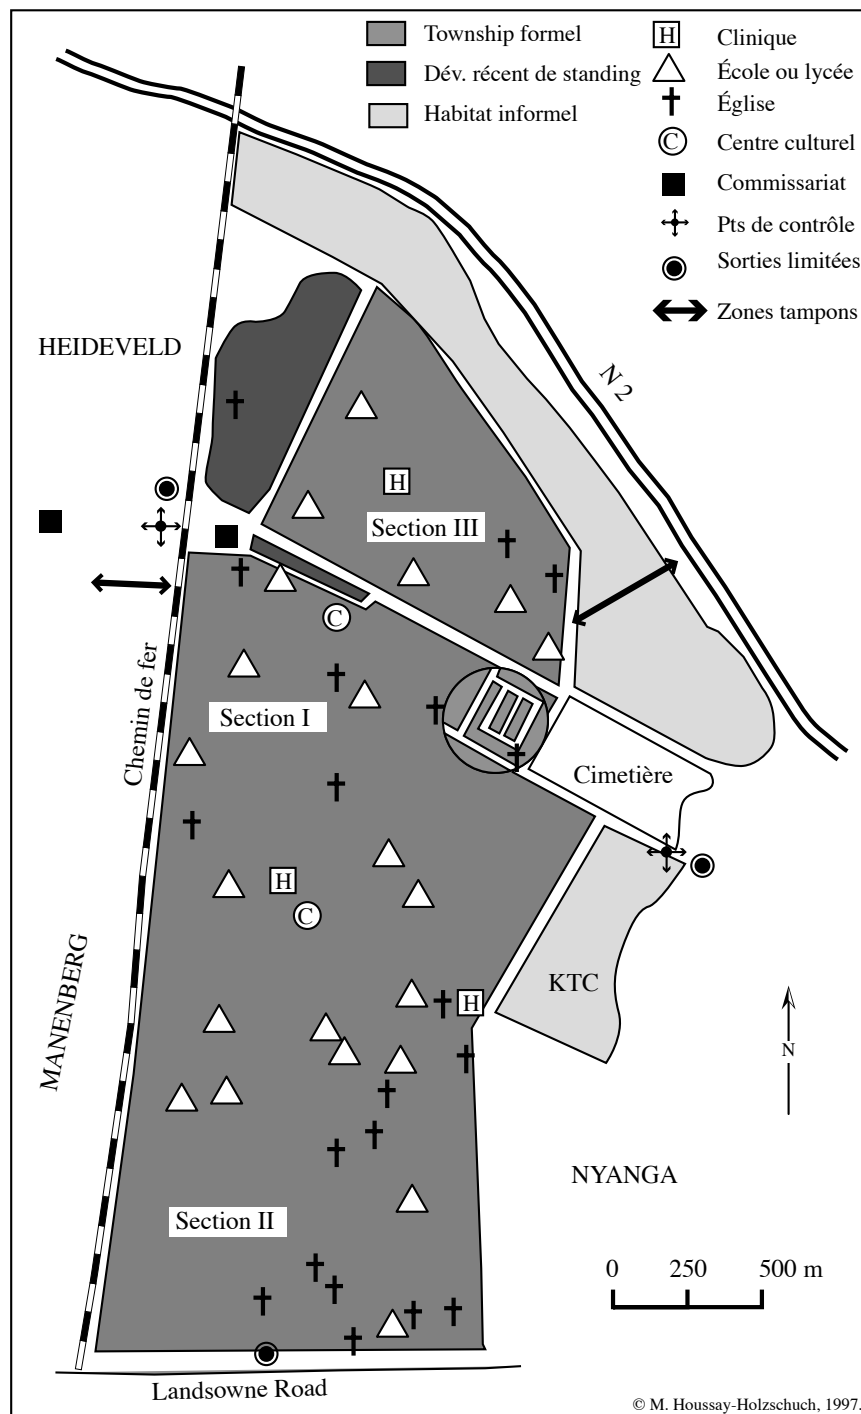 Township formel
Dév. récent de standing
Habitat informel
H
Clinique
École ou lycée
Église
C
Centre culturel
Commissariat
Pts de contrôle
Sorties limitées
Zones tampons
HEIDEVELD
N 2
H
Section III
C
Chemin de fer
Section I
Cimetière
H
C
MANENBERG
KTC
H
N
NYANGA
Section II
0 250 500 m
Landsowne Road
© M. Houssay-Holzschuch, 1997.